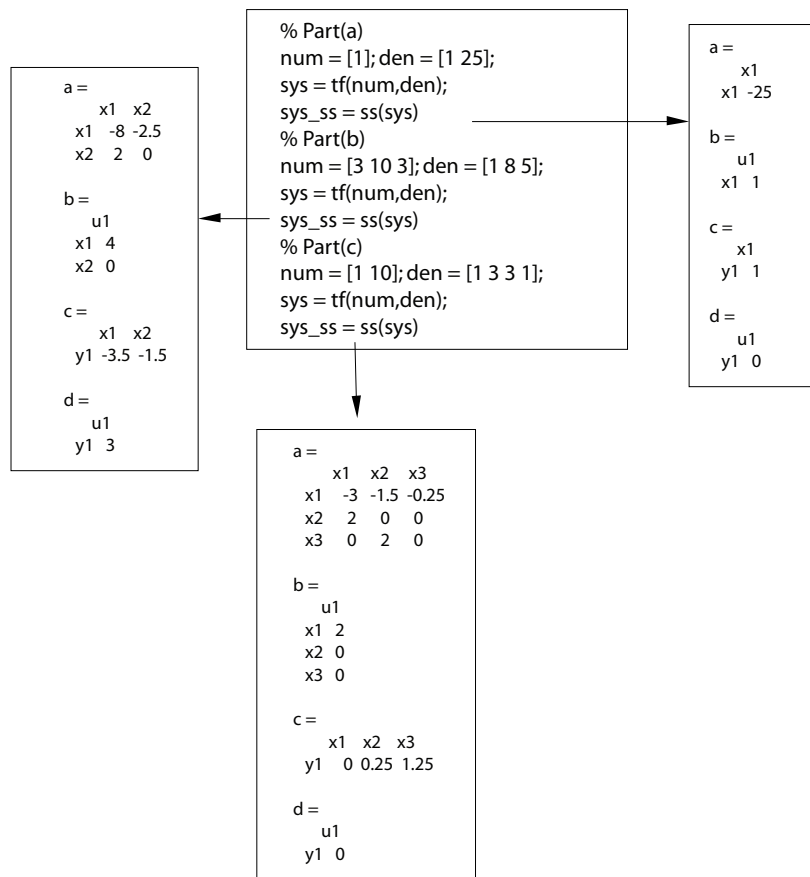 % Part(a)
num = [1]; den = [1 25];
sys = tf(num,den);
sys_ss = ss(sys)
% Part(b)
num = [3 10 3]; den = [1 8 5];
sys = tf(num,den);
sys_ss = ss(sys)
% Part(c)
num = [1 10]; den = [1 3 3 1];
sys = tf(num,den);
sys_ss = ss(sys)
a =
x1
x1 -25
b =
u1
x1 1
c =
x1
y1 1
d =
u1
y1 0
a =
x1 x2
x1 -8 -2.5
x2 2 0
b =
u1
x1 4
x2 0
c =
x1 x2
y1 -3.5 -1.5
d =
u1
y1 3
a =
x1 x2 x3
x1 -3 -1.5 -0.25
x2 2 0 0
x3 0 2 0
b =
u1
x1 2
x2 0
x3 0
c =
x1 x2 x3
y1 0 0.25 1.25
d =
u1
y1 0